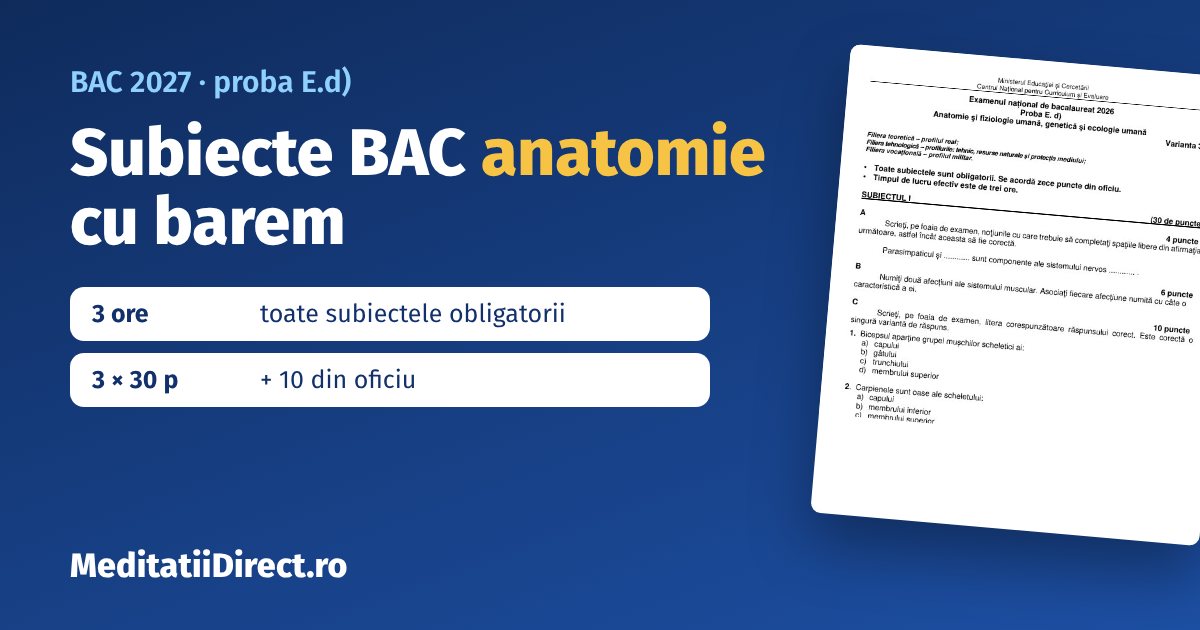 BAC 2027 · proba E.d)
Subiecte BAC anatomie
cu barem
3 ore toate subiectele obligatorii
3 × 30 p + 10 din oficiu
MeditatiiDirect.ro
Ministerul Educației și Cercetării
Centrul Național pentru Curriculum și Evaluare
Examenul național de bacalaureat 2026
Proba E. d)
Anatomie și fiziologie umană, genetică și ecologie umană
Varianta 3
Filiera teoretică – profilul real;
Filiera tehnologică – profilurile: tehnic, resurse naturale și protecția mediului;
Filiera vocațională – profilul militar.
• Toate subiectele sunt obligatorii. Se acordă zece puncte din oficiu.
• Timpul de lucru efectiv este de trei ore.
SUBIECTUL I
(30 de puncte
A
4 puncte
Scrieți, pe foaia de examen, noțiunile cu care trebuie să completați spațiile libere din afirmația
următoare, astfel încât aceasta să fie corectă.
Parasimpaticul și ............ sunt componente ale sistemului nervos ............ .
B
6 puncte
Numiți două afecțiuni ale sistemului muscular. Asociați fiecare afecțiune numită cu câte o
caracteristică a ei.
C
10 puncte
Scrieți, pe foaia de examen, litera corespunzătoare răspunsului corect. Este corectă o
singură variantă de răspuns.
1. Bicepsul aparține grupei mușchilor scheletici ai:
a) capului
b) gâtului
c) trunchiului
d) membrului superior
2. Carpienele sunt oase ale scheletului:
a) capului
b) membrului inferior
c) membrului superior